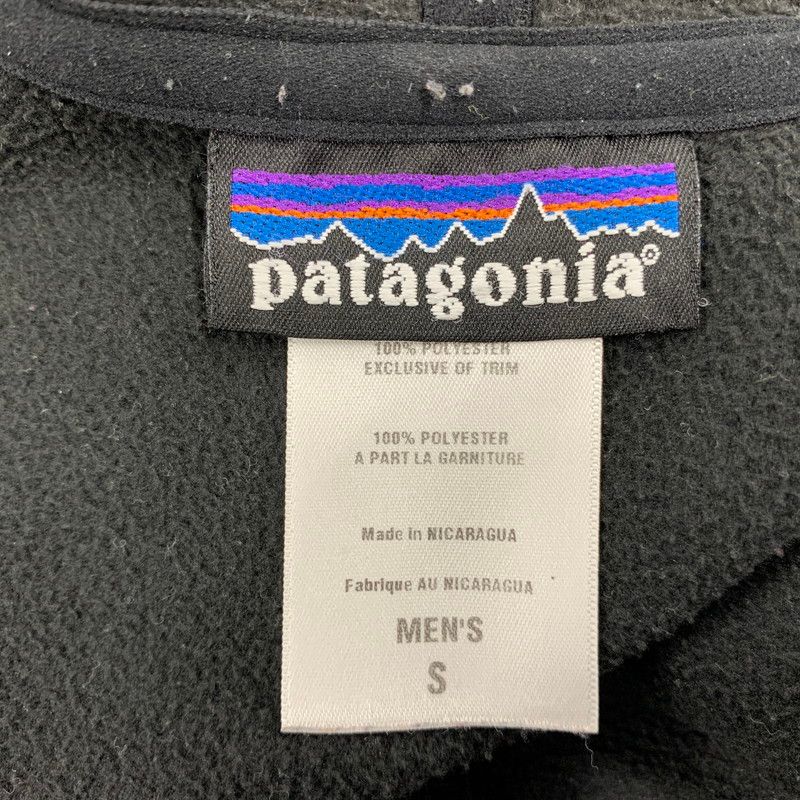 patagonia®
100% POLYESTER
EXCLUSIVE OF TRIM
100% POLYESTER
A PART LA GARNITURE
Made in NICARAGUA
Fabrique AU NICARAGUA
MEN'S
S